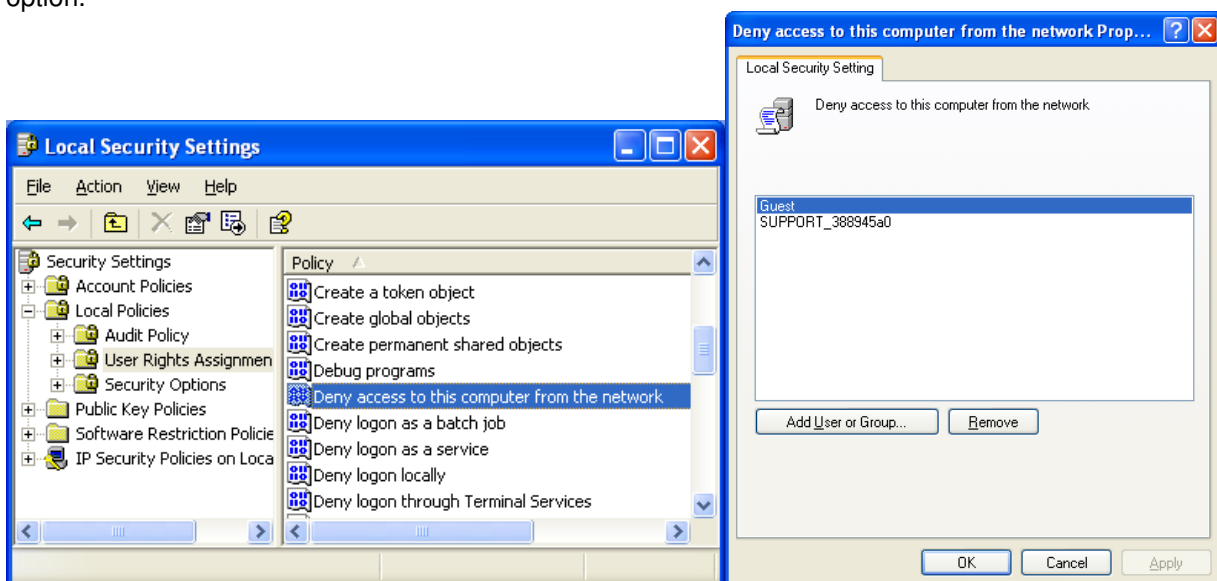 option.
Local Security Settings
File Action View Help
Security Settings
Account Policies
Local Policies
Audit Policy
User Rights Assignmen
Security Options
Public Key Policies
Software Restriction Policie
IP Security Policies on Loca
Policy
Create a token object
Create global objects
Create permanent shared objects
Debug programs
Deny access to this computer from the network
Deny logon as a batch job
Deny logon as a service
Deny logon locally
Deny logon through Terminal Services
Deny access to this computer from the network Prop...
Local Security Setting
Deny access to this computer from the network
Guest
SUPPORT_388945a0
Add User or Group... Remove
OK Cancel Apply